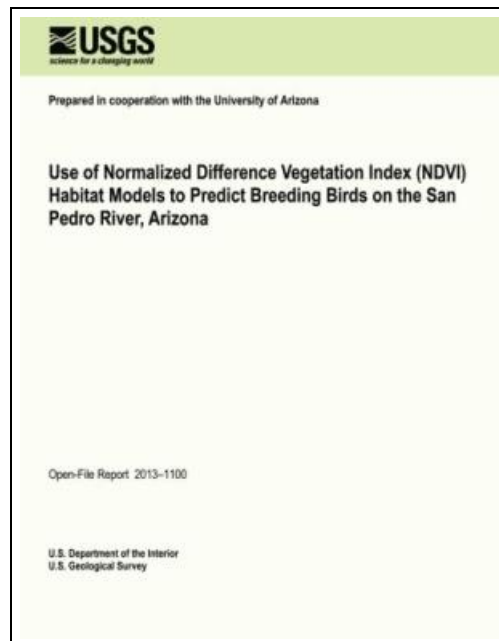 USGS
science for a changing world
Prepared in cooperation with the University of Arizona
Use of Normalized Difference Vegetation Index (NDVI)
Habitat Models to Predict Breeding Birds on the San
Pedro River, Arizona
Open-File Report 2013–1100
U.S. Department of the Interior
U.S. Geological Survey